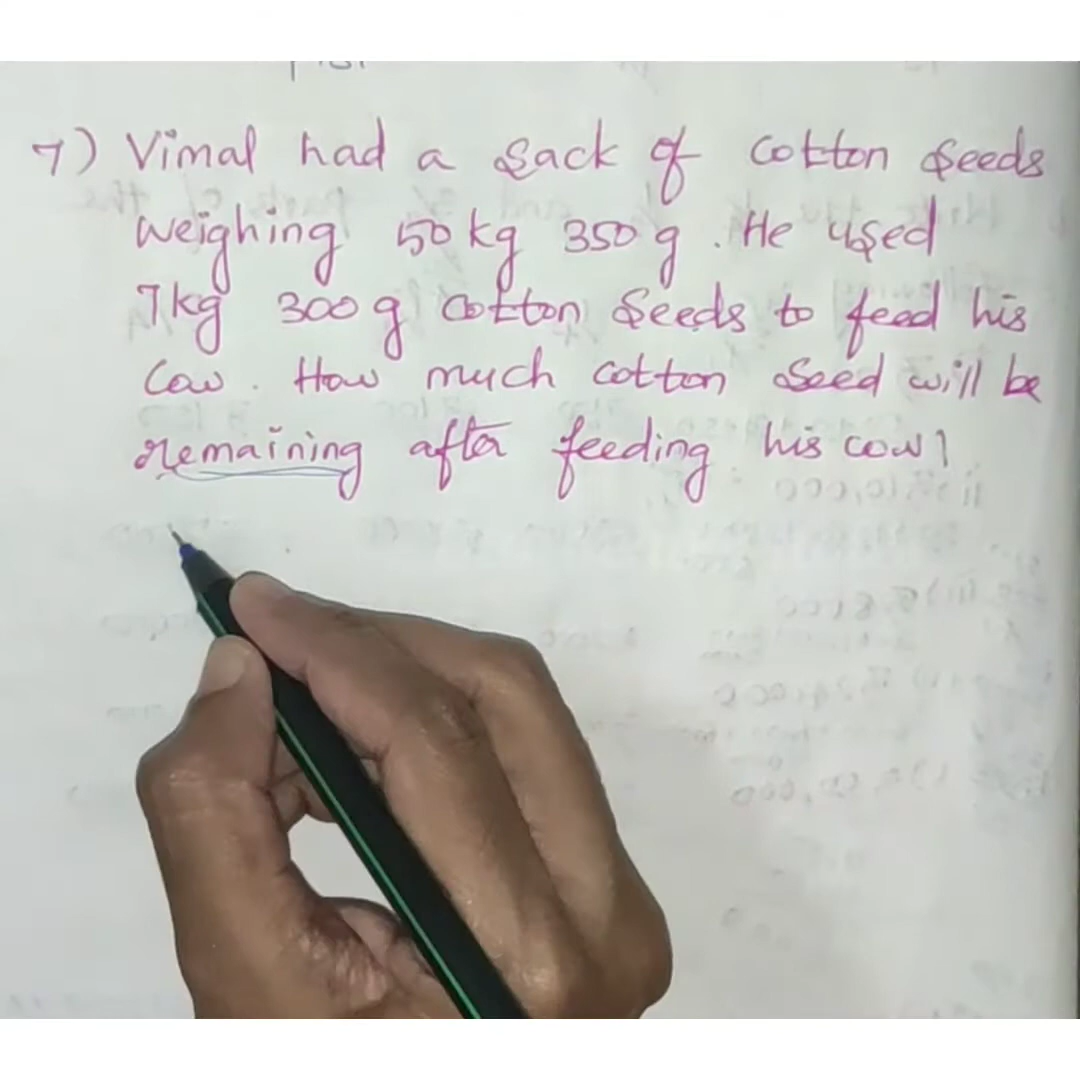 7) Vimal had a sack of cotton seeds
weighing 50 kg 350 g. He used
7 kg 300 g cotton seeds to feed his
cow. How much cotton seed will be
remaining after feeding his cow?